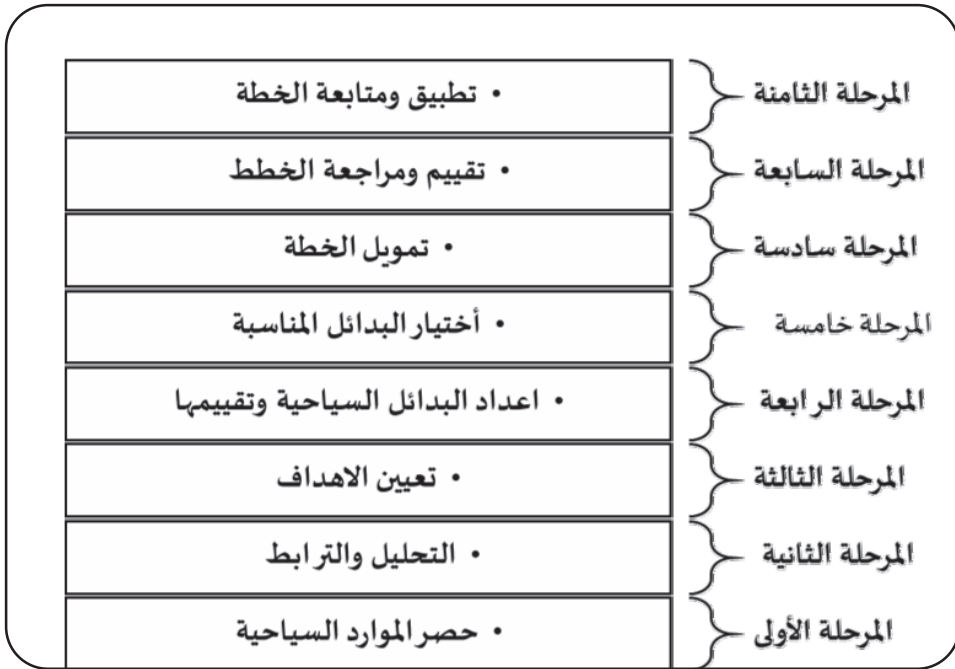 المرحلة الثامنة • تطبيق ومتابعة الخطة
المرحلة السابعة • تقييم ومراجعة الخطط
المرحلة سادسة • تمويل الخطة
المرحلة خامسة • أختيار البدائل المناسبة
المرحلة الرابعة • اعداد البدائل السياحية وتقييمها
المرحلة الثالثة • تعيين الاهداف
المرحلة الثانية • التحليل والترابط
المرحلة الأولى • حصر الموارد السياحية